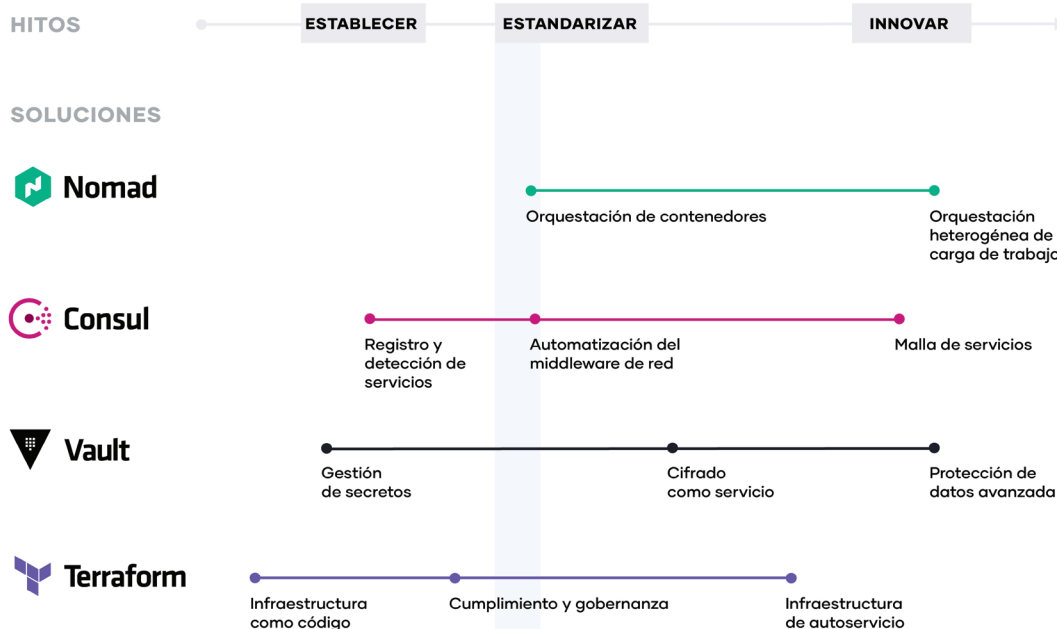 HITOS
ESTABLECER
ESTANDARIZAR
INNOVAR
SOLUCIONES
Nomad
Orquestación de contenedores
Orquestación
heterogénea de
carga de trabajo
Consul
Registro y
detección de
servicios
Automatización del
middleware de red
Malla de servicios
Vault
Gestión
de secretos
Cifrado
como servicio
Protección de
datos avanzada
Terraform
Infraestructura
como código
Cumplimiento y gobernanza
Infraestructura
de autoservicio